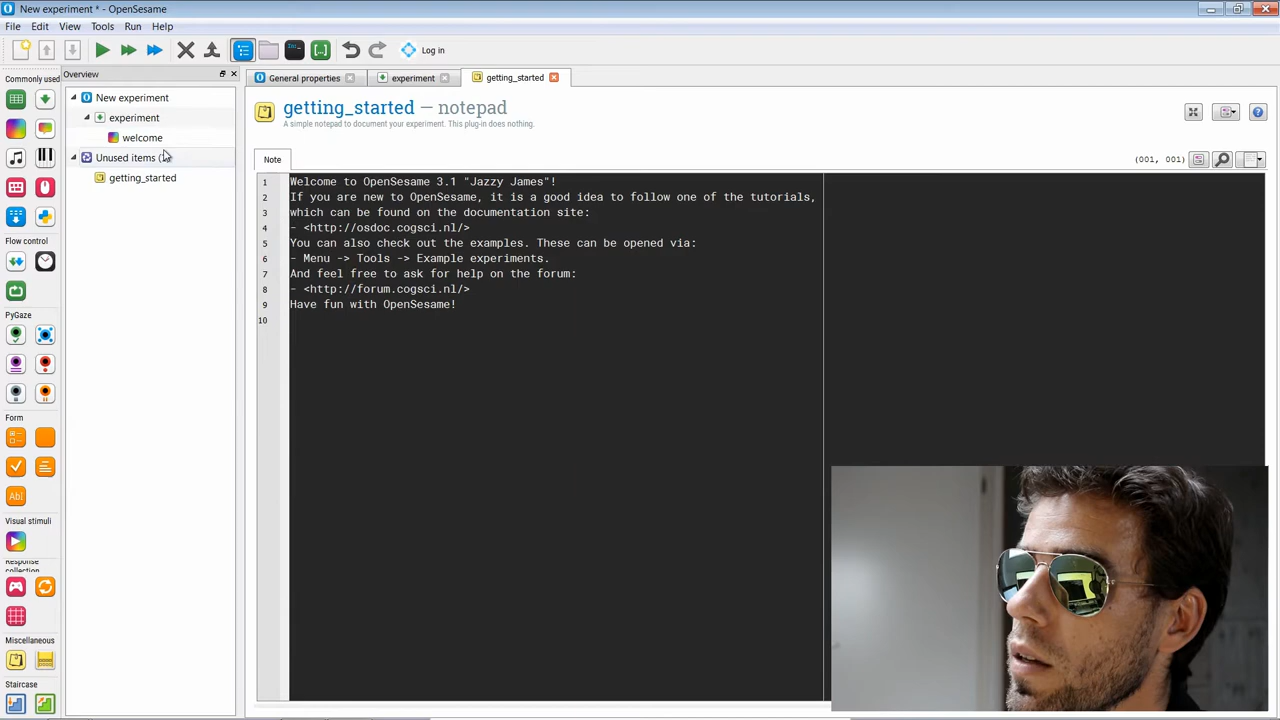 New experiment * - OpenSesame
File Edit View Tools Run Help
Log in
Commonly used
Overview
General properties
experiment
getting_started
New experiment
experiment
welcome
Unused items
getting_started
getting_started — notepad
A simple notepad to document your experiment. This plug-in does nothing.
Note
(001, 001)
1 Welcome to OpenSesame 3.1 "Jazzy James"!
2 If you are new to OpenSesame, it is a good idea to follow one of the tutorials,
3 which can be found on the documentation site:
4 - <http://osdoc.cogsci.nl/>
5 You can also check out the examples. These can be opened via:
6 - Menu -> Tools -> Example experiments.
7 And feel free to ask for help on the forum:
8 - <http://forum.cogsci.nl/>
9 Have fun with OpenSesame!
10
Flow control
PyGaze
Form
Ab|
Visual stimuli
Response
collection
Miscellaneous
Staircase